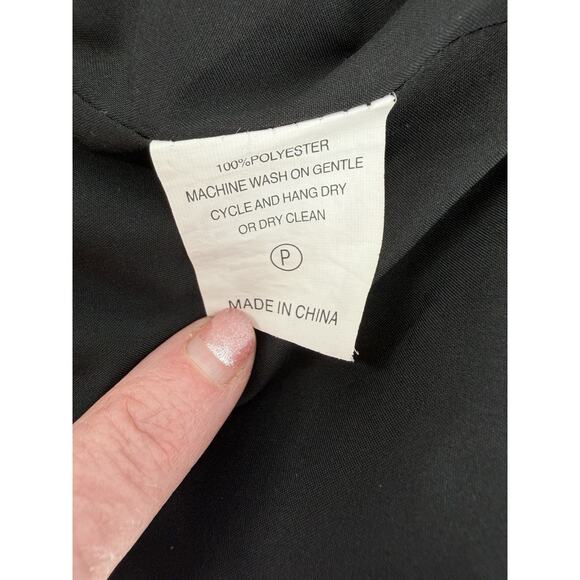 100%POLYESTER
MACHINE WASH ON GENTLE
CYCLE AND HANG DRY
OR DRY CLEAN
P
MADE IN CHINA